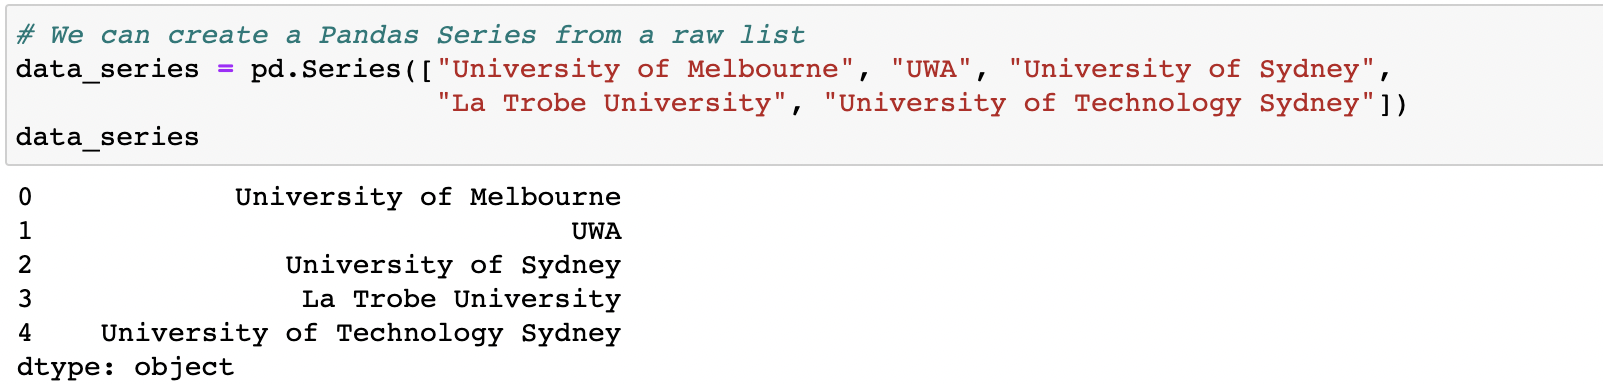 # We can create a Pandas Series from a raw list
data_series = pd.Series(["University of Melbourne", "UWA", "University of Sydney",
                         "La Trobe University", "University of Technology Sydney"])
data_series
0            University of Melbourne
1                                UWA
2               University of Sydney
3                La Trobe University
4    University of Technology Sydney
dtype: object